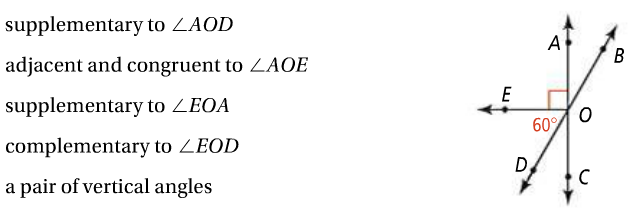 supplementary to ∠AOD
adjacent and congruent to ∠AOE
supplementary to ∠EOA
complementary to ∠EOD
a pair of vertical angles
A
B
E
O
60°
D
C